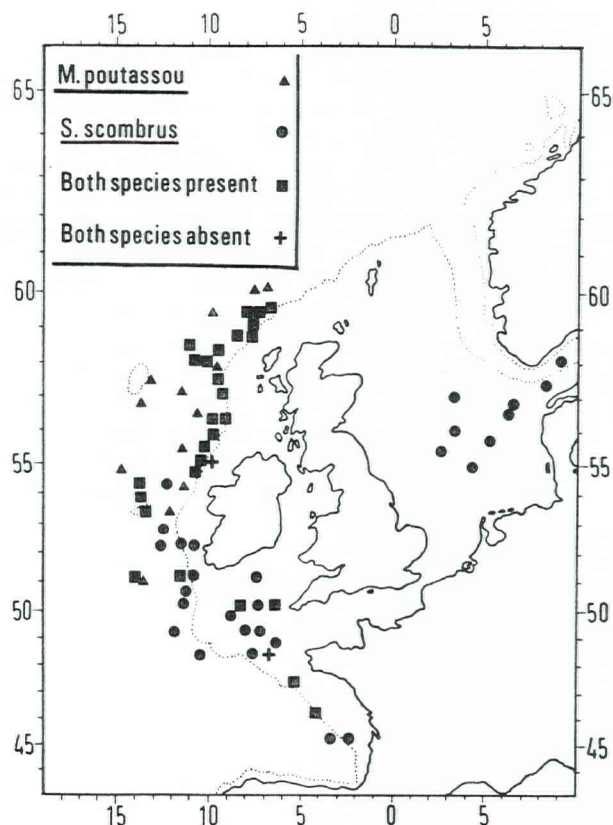 15 10 5 0 5
M. poutassou
S. scombrus
Both species present
Both species absent
65 65
60 60
55 55
50 50
45 45
15 10 5 0 5